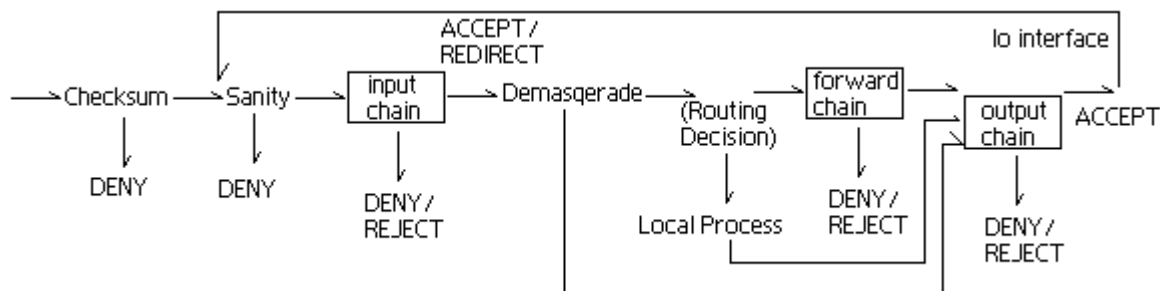 ACCEPT /
REDIRECT
lo interface
Checksum
Sanity
input
chain
Demasqerade
(Routing
Decision)
forward
chain
output
chain
ACCEPT
DENY
DENY
DENY /
REJECT
Local Process
DENY /
REJECT
DENY /
REJECT